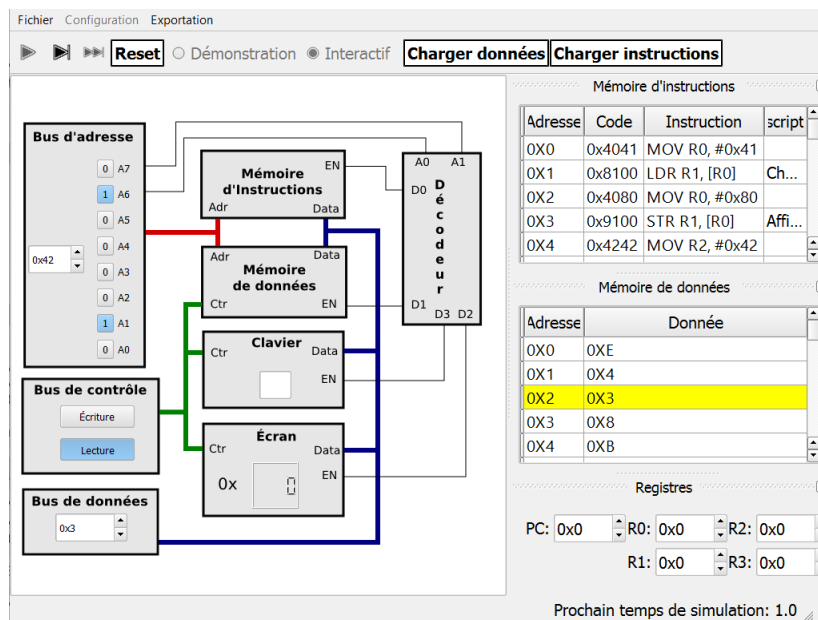 Fichier Configuration Exportation
Reset Démonstration Interactif Charger données Charger instructions
Bus d'adresse
0 A7
1 A6
0 A5
0 A4
0x42
0 A3
0 A2
1 A1
0 A0
Bus de contrôle
Écriture
Lecture
Bus de données
0x3
Mémoire d'Instructions
EN
Adr
Data
Adr
Data
Mémoire de données
Ctr
EN
Clavier
Ctr
Data
EN
Écran
Ctr
Data
EN
0x
0
A0 A1
D0
Décodeur
D1
D3 D2
Mémoire d'instructions
Adresse Code Instruction script
0X0 0x4041 MOV R0, #0x41
0X1 0x8100 LDR R1, [R0] Ch...
0X2 0x4080 MOV R0, #0x80
0X3 0x9100 STR R1, [R0] Affi...
0X4 0x4242 MOV R2, #0x42
Mémoire de données
Adresse Donnée
0X0 0XE
0X1 0X4
0X2 0X3
0X3 0X8
0X4 0XB
Registres
PC: 0x0 R0: 0x0 R2: 0x0
R1: 0x0 R3: 0x0
Prochain temps de simulation: 1.0